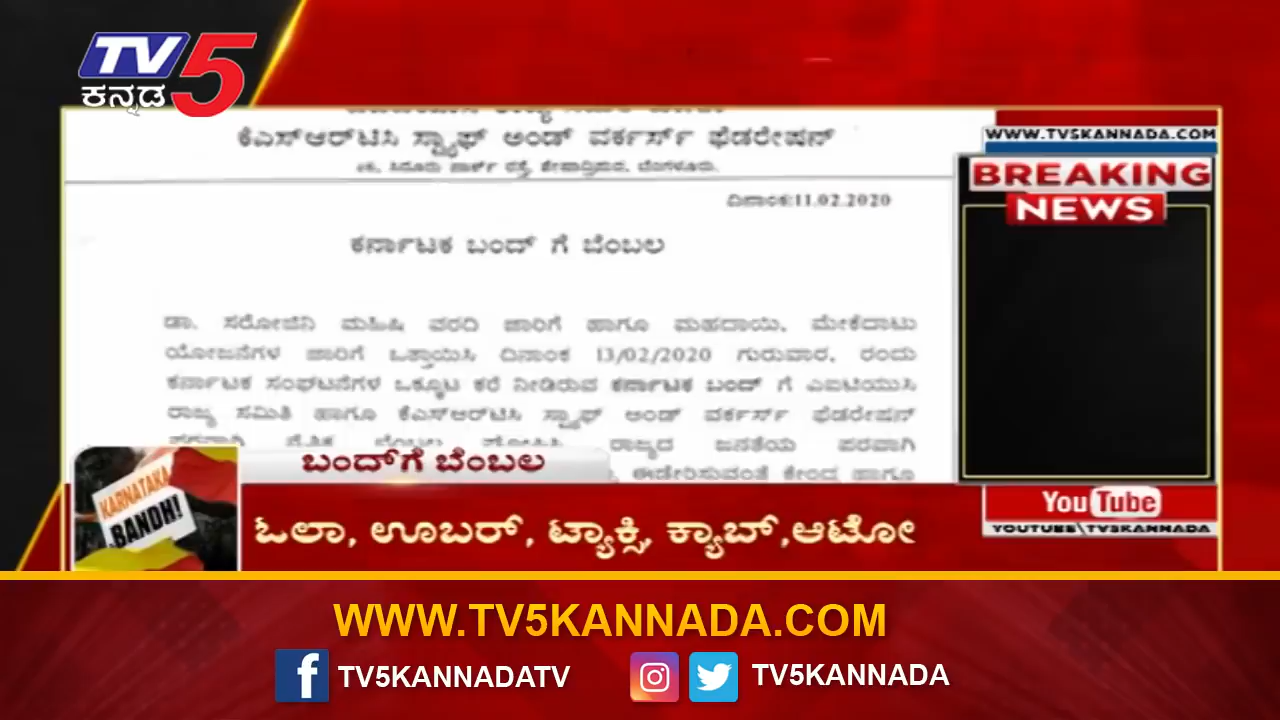 TV5
ಕನ್ನಡ
ಕೆಎಸ್ಆರ್‌ಟಿಸಿ ಸ್ಟ್ಯಾಫ್ ಅಂಡ್ ವರ್ಕರ್ಸ್ ಫೆಡರೇಷನ್
ದಿನಾಂಕ:11.02.2020
ಕರ್ನಾಟಕ ಬಂದ್ ಗೆ ಬೆಂಬಲ
ಡಾ. ಸರೋಜಿನಿ ಮಹಿಷಿ ವರದಿ ಜಾರಿಗೆ ಹಾಗೂ ಮಹದಾಯಿ, ಮೇಕೆದಾಟು
ಯೋಜನೆಗಳ ಜಾರಿಗೆ ಒತ್ತಾಯಿಸಿ ದಿನಾಂಕ 13/02/2020 ಗುರುವಾರ, ರಂದು
ಕರ್ನಾಟಕ ಸಂಘಟನೆಗಳ ಒಕ್ಕೂಟ ಕರೆ ನೀಡಿರುವ ಕರ್ನಾಟಕ ಬಂದ್ ಗೆ ಎಐಟಿಯುಸಿ
ರಾಜ್ಯ ಸಮಿತಿ ಹಾಗೂ ಕೆಎಸ್ಆರ್‌ಟಿಸಿ ಸ್ಟ್ಯಾಫ್ ಅಂಡ್ ವರ್ಕರ್ಸ್ ಫೆಡರೇಷನ್
ರಾಜ್ಯದ ಜನತೆಯ ಪರವಾಗಿ
ಈಡೇರಿಸುವಂತೆ ಕೇಂದ್ರ ಹಾಗೂ
WWW.TV5KANNADA.COM
BREAKING
NEWS
YouTube
YOUTUBE\TV5KANNADA
KARNATAKA
BANDH!
ಬಂದ್‌ಗೆ ಬೆಂಬಲ
ಓಲಾ, ಊಬರ್, ಟ್ಯಾಕ್ಸಿ, ಕ್ಯಾಬ್,ಆಟೋ
WWW.TV5KANNADA.COM
f TV5KANNADATV TV5KANNADA